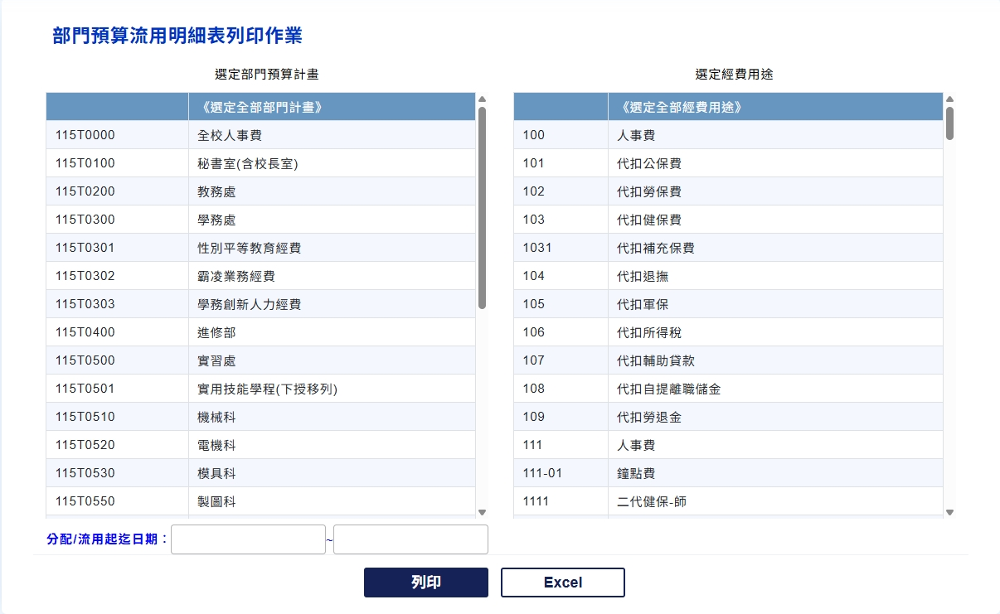 部門預算流用明細表列印作業
選定部門預算計畫
《選定全部部門計畫》
115T0000 全校人事費
115T0100 秘書室(含校長室)
115T0200 教務處
115T0300 學務處
115T0301 性別平等教育經費
115T0302 霸凌業務經費
115T0303 學務創新人力經費
115T0400 進修部
115T0500 實習處
115T0501 實用技能學程(下授移列)
115T0510 機械科
115T0520 電機科
115T0530 模具科
115T0550 製圖科
選定經費用途
《選定全部經費用途》
100 人事費
101 代扣公保費
102 代扣勞保費
103 代扣健保費
1031 代扣補充保費
104 代扣退撫
105 代扣軍保
106 代扣所得稅
107 代扣輔助貸款
108 代扣自提離職儲金
109 代扣勞退金
111 人事費
111-01 鐘點費
1111 二代健保-師
分配/流用起迄日期： ~
列印
Excel